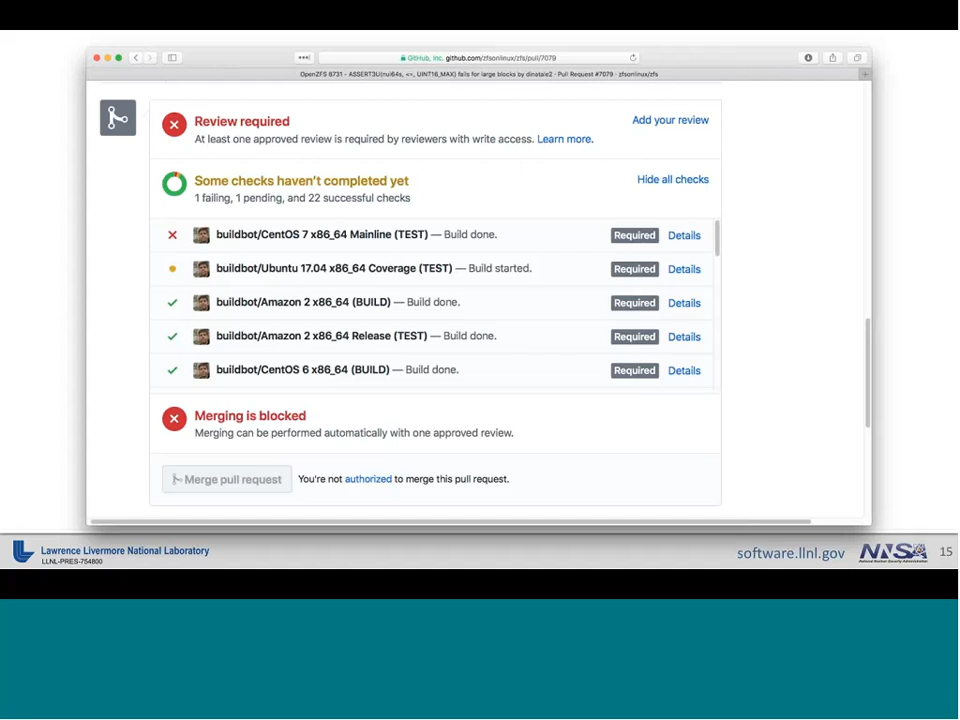 GitHub, Inc. github.com/zfsonlinux/zfs/pull/7079
OpenZFS 8731 - ASSERT3U(nui64s, <=, UINT16_MAX) fails for large blocks by dinatale2 · Pull Request #7079 · zfsonlinux/zfs
Review required
Add your review
At least one approved review is required by reviewers with write access. Learn more.
Some checks haven't completed yet
Hide all checks
1 failing, 1 pending, and 22 successful checks
buildbot/CentOS 7 x86_64 Mainline (TEST) — Build done. Required Details
buildbot/Ubuntu 17.04 x86_64 Coverage (TEST) — Build started. Required Details
buildbot/Amazon 2 x86_64 (BUILD) — Build done. Required Details
buildbot/Amazon 2 x86_64 Release (TEST) — Build done. Required Details
buildbot/CentOS 6 x86_64 (BUILD) — Build done. Required Details
Merging is blocked
Merging can be performed automatically with one approved review.
Merge pull request You're not authorized to merge this pull request.
Lawrence Livermore National Laboratory
LLNL-PRES-754800
software.llnl.gov
NNSA
National Nuclear Security Administration
15